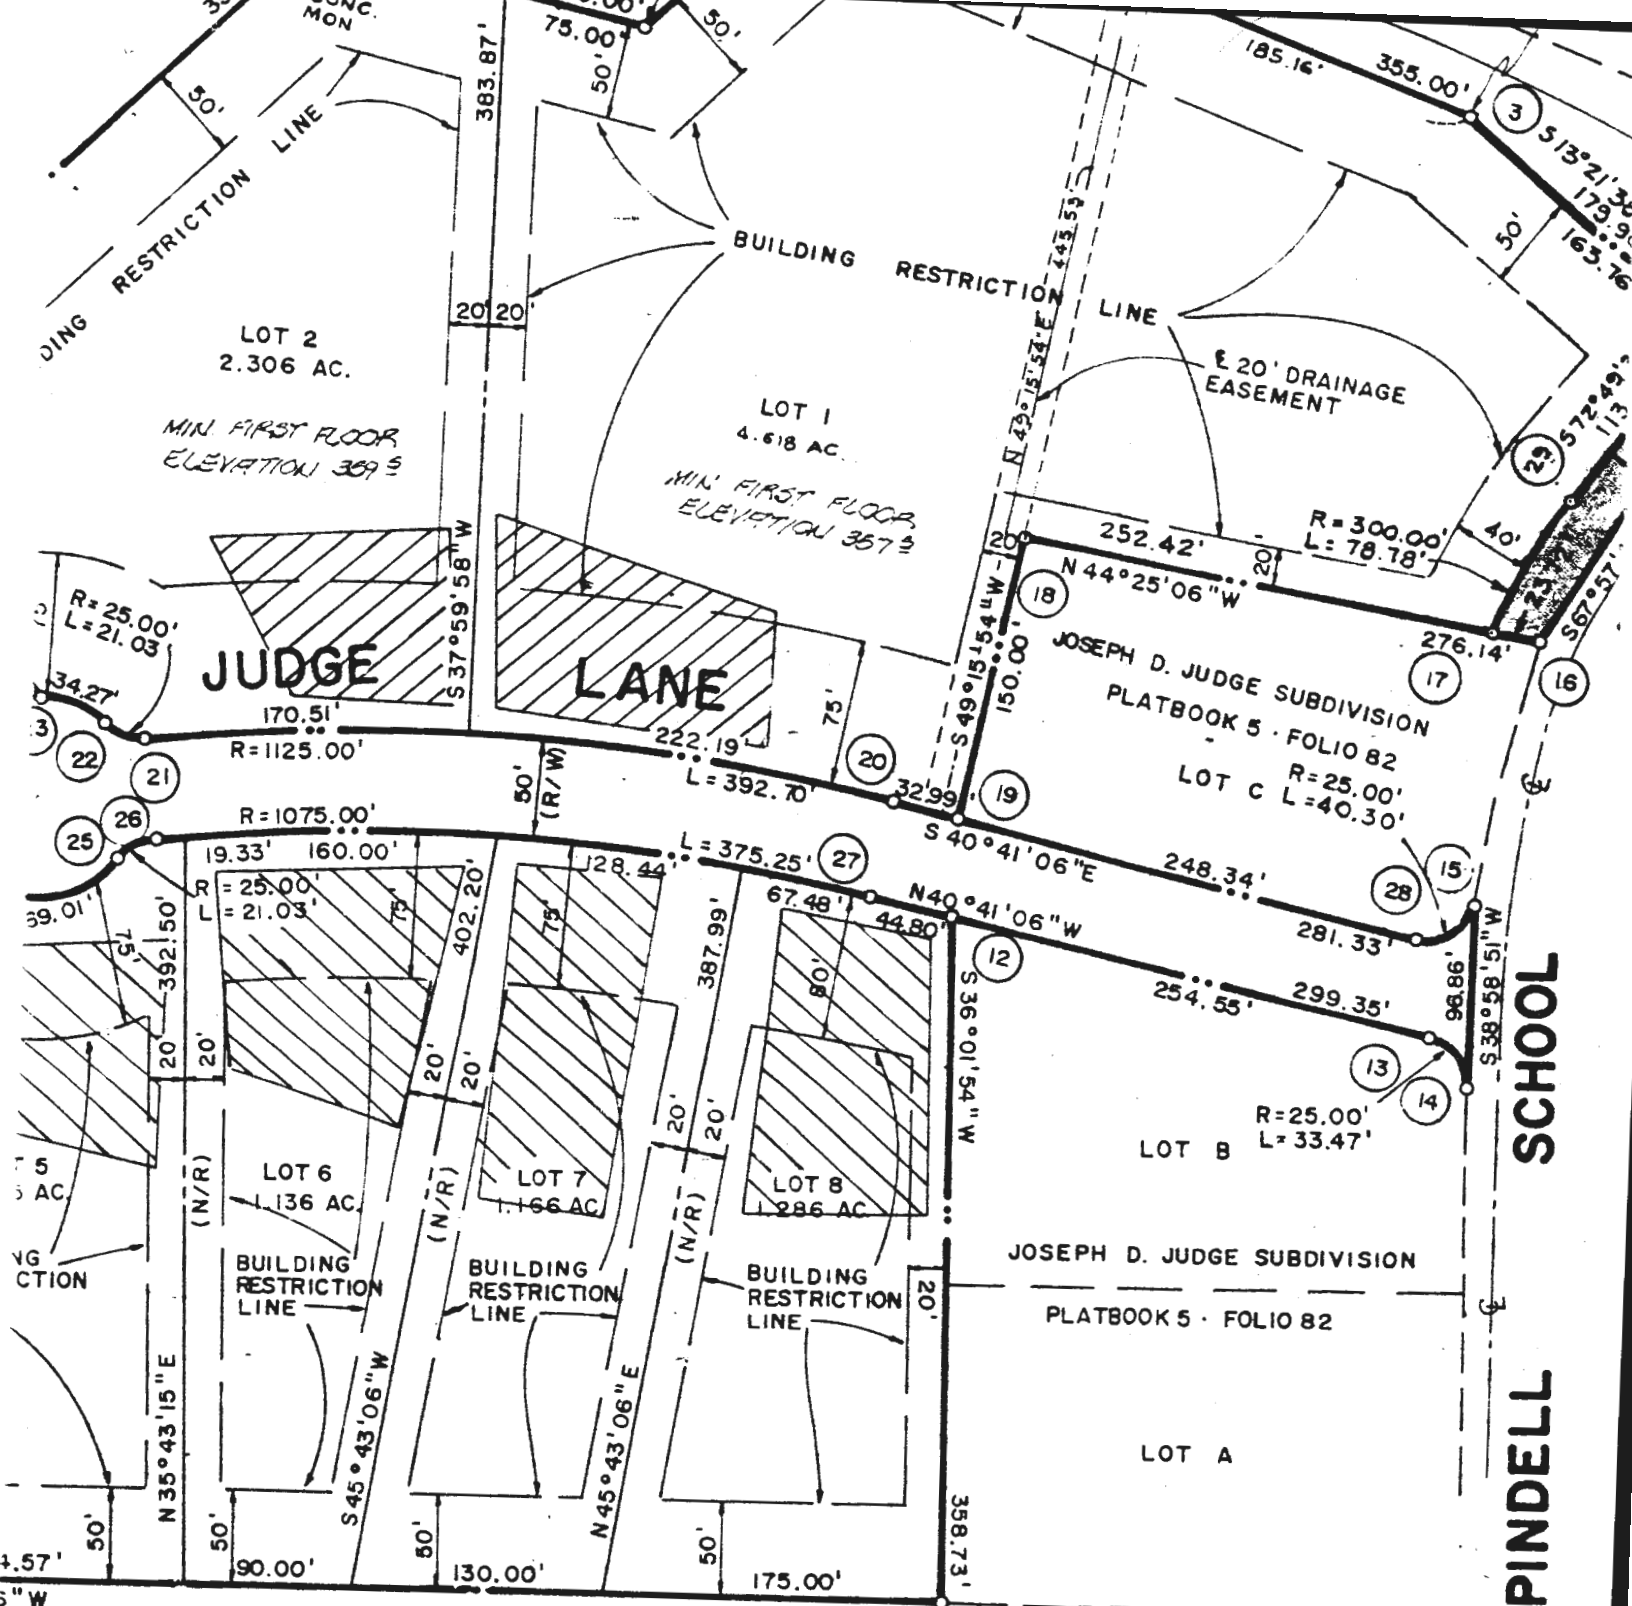 MON
75.00'
50'
50'
50'
383.87'
LINE
RESTRICTION
DING
185.16'
355.00'
3
S 13°21'
163.76
50'
BUILDING RESTRICTION LINE
445.53'
N 49°15'54" E
20' 20'
LOT 2
2.306 AC.
MIN. FIRST FLOOR
ELEVATION 359 5
LOT 1
4.618 AC.
MIN. FIRST FLOOR
ELEVATION 357 5
℄ 20' DRAINAGE
EASEMENT
29
S 72°49'
113
R=300.00'
L=78.78'
40'
20'
252.42'
20'
N 44°25'06"W
18
276.14'
17
16
S67°57'
R=25.00'
L=21.03
34.27'
22
21
JUDGE LANE
S 37°59'58"W
170.51'
R=1125.00'
222.19'
L=392.70'
75'
20
32.99'
19
S 49°15'54" W
150.00'
JOSEPH D. JUDGE SUBDIVISION
PLATBOOK 5 · FOLIO 82
LOT C
R=25.00'
L=40.30'
15
28
50'
(R/W)
25
26
R=1075.00'
19.33'
160.00'
R=25.00'
L=21.03'
L=375.25'
128.44'
27
67.48'
44.80'
N40°41'06"W
12
S 40°41'06"E
248.34'
281.33'
254.55'
299.35'
96.86'
S 38°58'51" W
13
14
R=25.00'
L=33.47'
75'
75'
75'
80'
392.50'
402.20'
387.99'
S 36°01'54" W
20' 20'
20' 20'
20' 20'
(N/R)
(N/R)
(N/R)
LOT 6
1.136 AC.
LOT 7
1.166 AC.
LOT 8
1.286 AC.
LOT B
BUILDING
RESTRICTION
LINE
BUILDING
RESTRICTION
LINE
BUILDING
RESTRICTION
LINE
20'
JOSEPH D. JUDGE SUBDIVISION
PLATBOOK 5 · FOLIO 82
LOT A
N 35°43'15" E
S 45°43'06" W
N 45°43'06" E
358.73'
50'
50'
50'
50'
90.00'
130.00'
175.00'
PINDELL SCHOOL